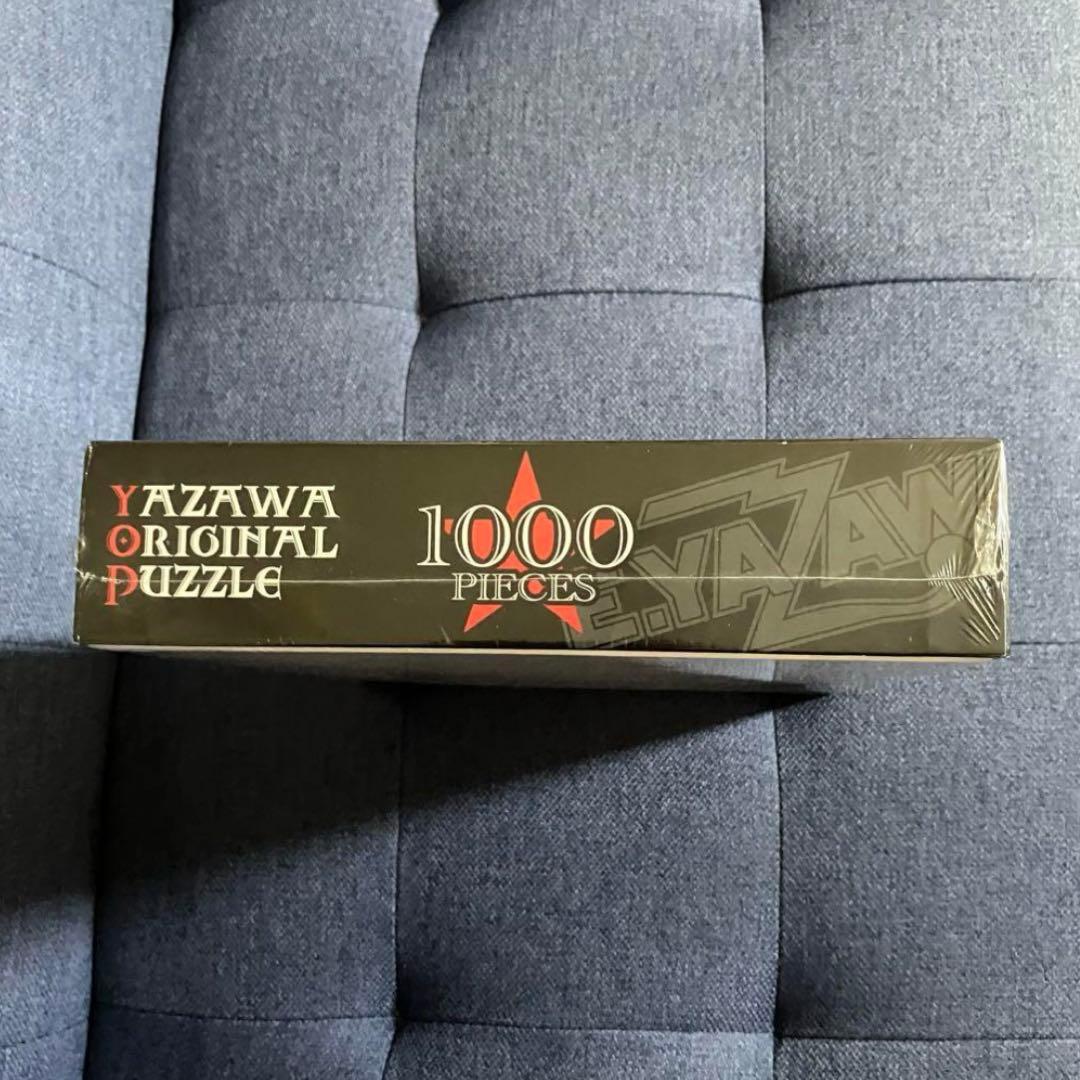 YAZAWA
ORIGINAL
PUZZLE
1000
PIECES
E.YAZAW